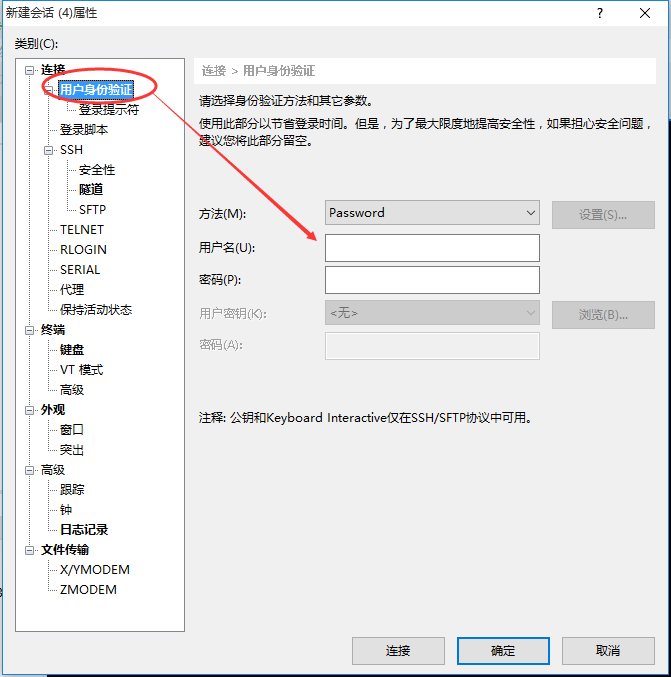 新建会话 (4)属性
?
类别(C):
连接
用户身份验证
登录提示符
登录脚本
SSH
安全性
隧道
SFTP
TELNET
RLOGIN
SERIAL
代理
保持活动状态
终端
键盘
VT 模式
高级
外观
窗口
突出
高级
跟踪
钟
日志记录
文件传输
X/YMODEM
ZMODEM
连接 > 用户身份验证
请选择身份验证方法和其它参数。
使用此部分以节省登录时间。但是，为了最大限度地提高安全性，如果担心安全问题，
建议您将此部分留空。
方法(M):
Password
设置(S)...
用户名(U):
密码(P):
用户密钥(K):
<无>
浏览(B)...
密码(A):
注释: 公钥和Keyboard Interactive仅在SSH/SFTP协议中可用。
连接
确定
取消